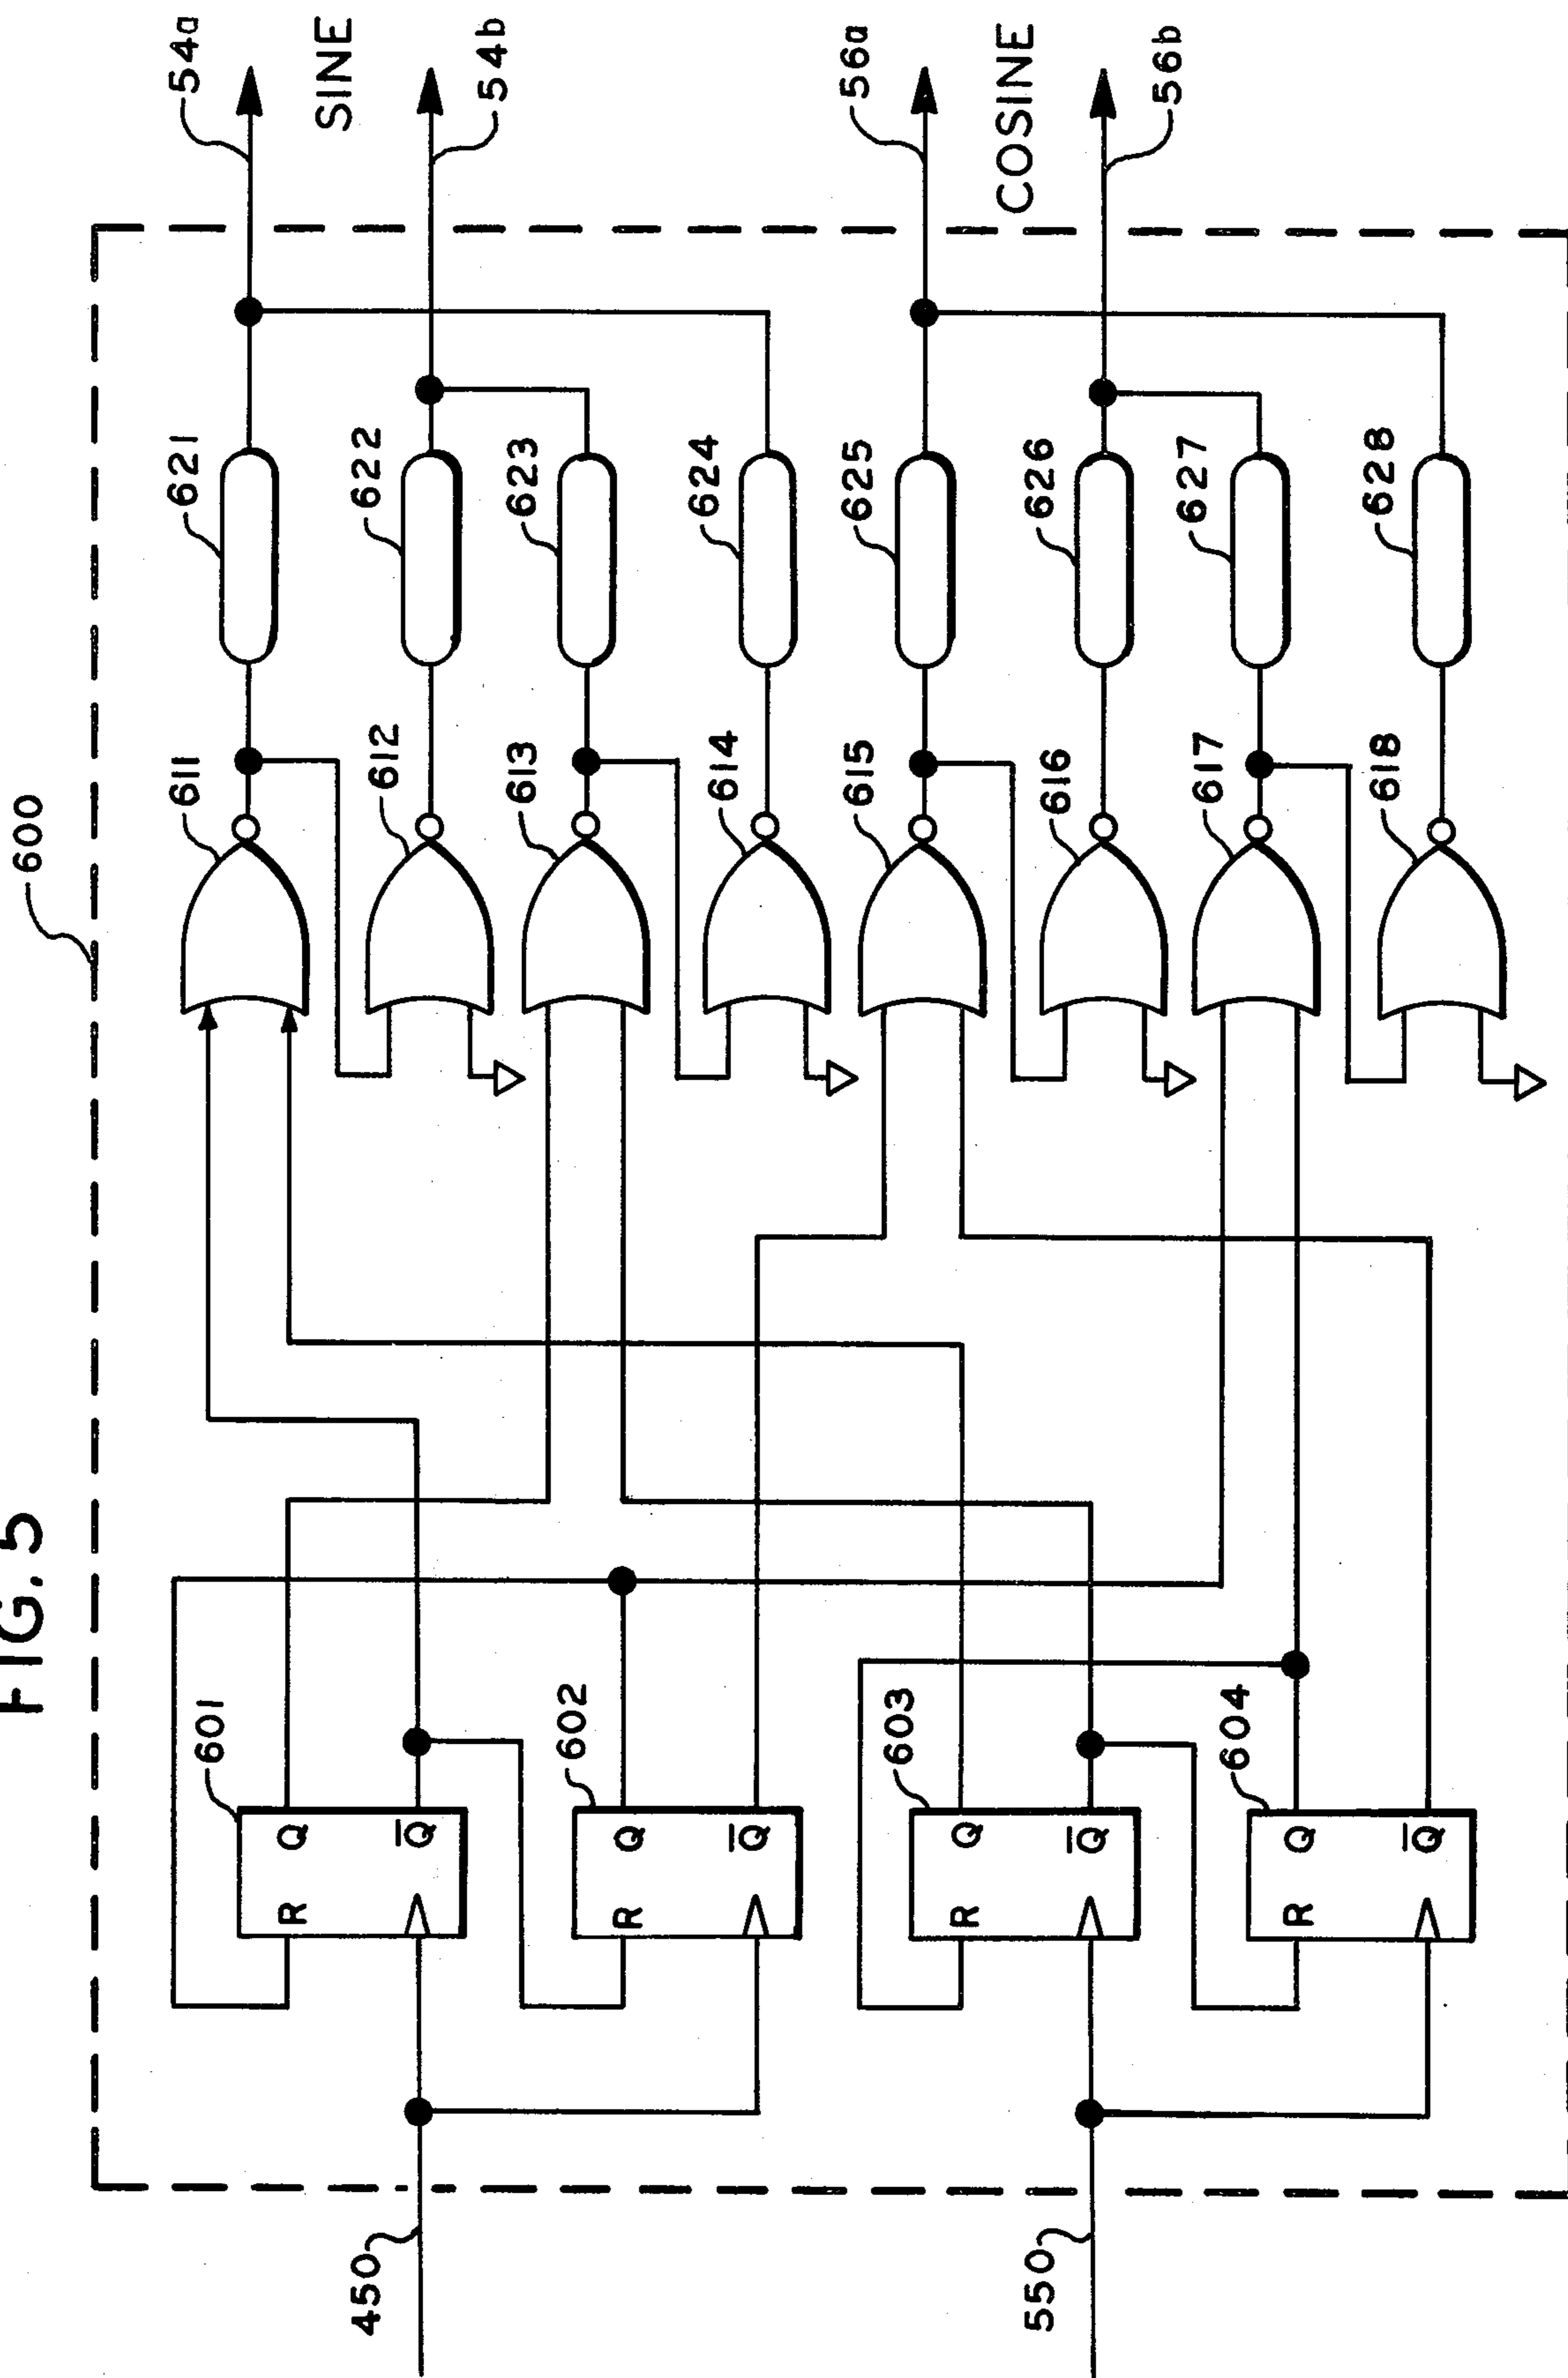 FIG. 5
600
450
550
601
R
Q
Q̅
602
R
Q
Q̅
603
R
Q
Q̅
604
R
Q
Q̅
611
612
613
614
615
616
617
618
621
622
623
624
625
626
627
628
54a
SINE
54b
56a
COSINE
56b